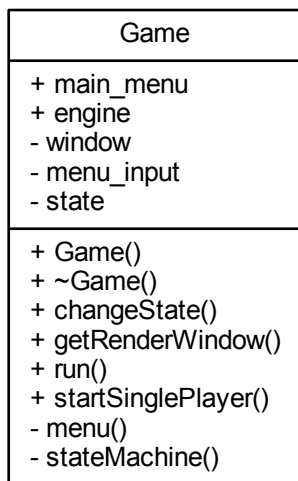 Game
+ main_menu
+ engine
- window
- menu_input
- state
+ Game()
+ ~Game()
+ changeState()
+ getRenderWindow()
+ run()
+ startSinglePlayer()
- menu()
- stateMachine()